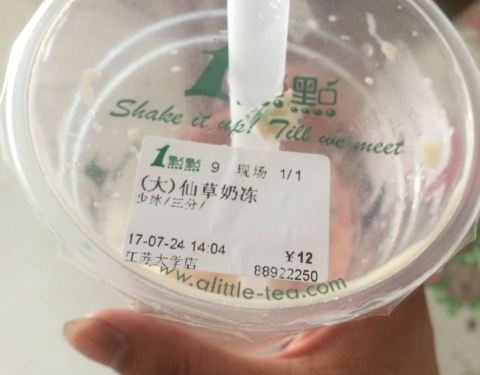 1點點
Shake it up! Till we meet
1點點 9 现场 1/1
(大)仙草奶冻
少冰/三分/
17-07-24 14:04 ￥12
江苏大学店 88922250
www.alittle-tea.com